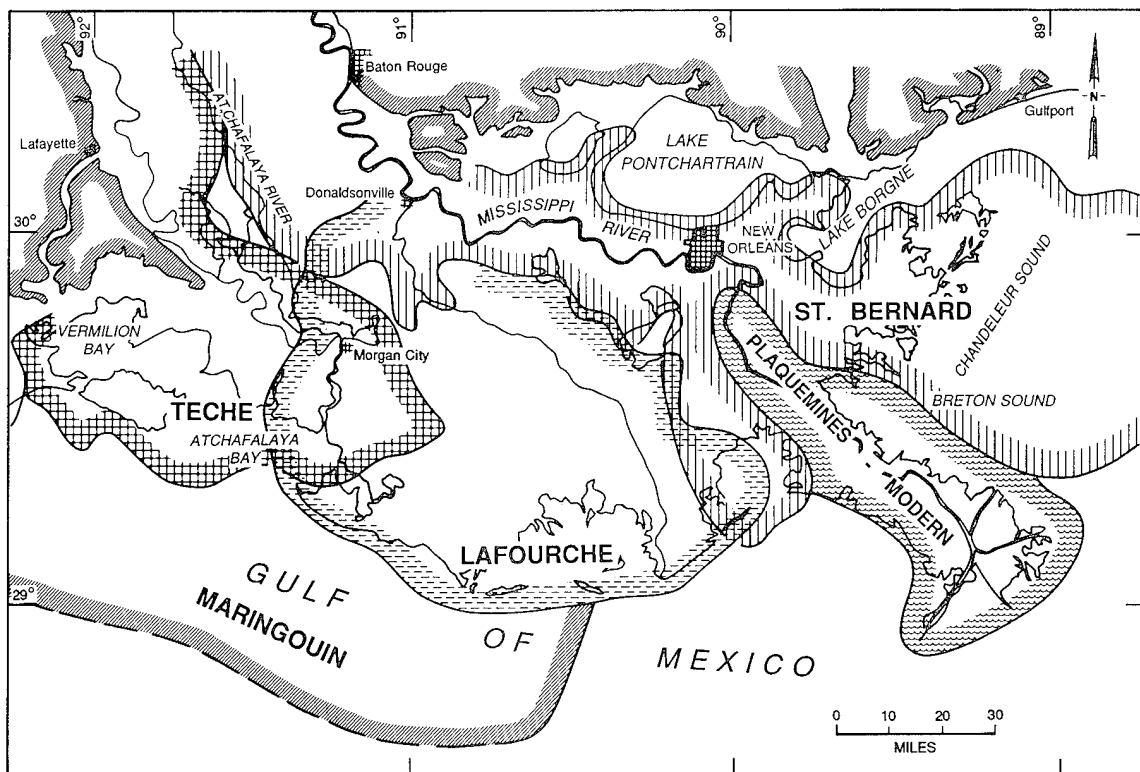 92°
91°
90°
89°
Baton Rouge
N
Gulfport
Lafayette
ATCHAFALAYA RIVER
LAKE
PONTCHARTRAIN
Donaldsonville
MISSISSIPPI
RIVER
LAKE BORGNE
30°
NEW
ORLEANS
CHANDELEUR SOUND
ST. BERNARD
VERMILION
BAY
Morgan City
PLAQUEMINES - MODERN
BRETON SOUND
TECHE
ATCHAFALAYA
BAY
LAFOURCHE
29°
GULF
MARINGOUIN
OF
MEXICO
0 10 20 30
MILES